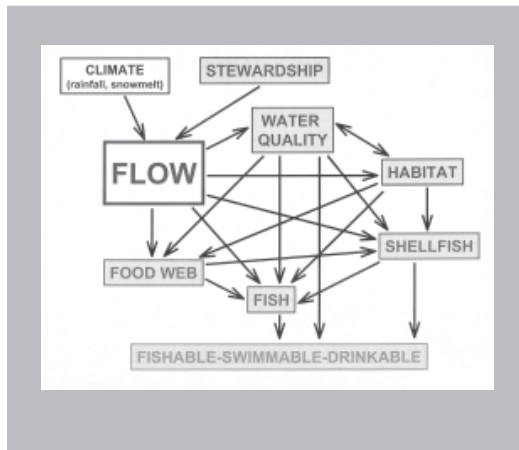 CLIMATE
(rainfall, snowmelt)
STEWARDSHIP
WATER
QUALITY
FLOW
HABITAT
SHELLFISH
FOOD WEB
FISH
FISHABLE-SWIMMABLE-DRINKABLE